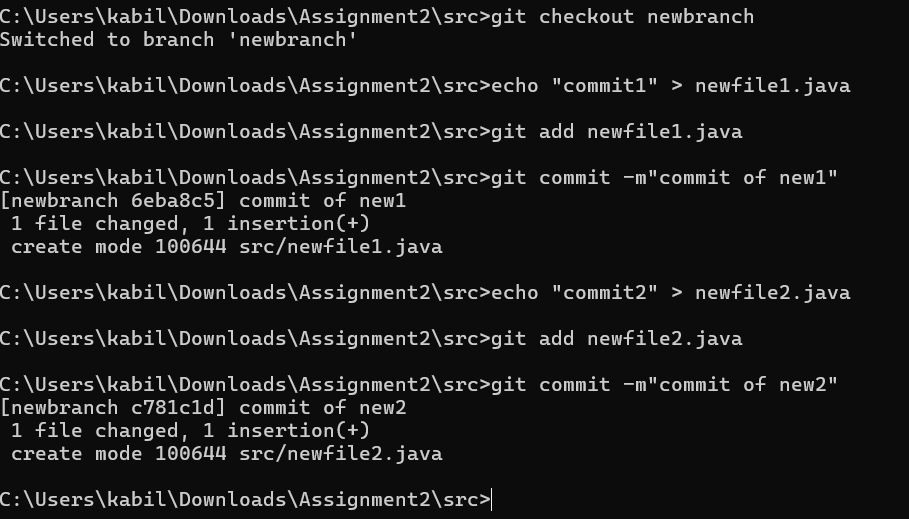 C:\Users\kabil\Downloads\Assignment2\src>git checkout newbranch
Switched to branch 'newbranch'
C:\Users\kabil\Downloads\Assignment2\src>echo "commit1" > newfile1.java
C:\Users\kabil\Downloads\Assignment2\src>git add newfile1.java
C:\Users\kabil\Downloads\Assignment2\src>git commit -m"commit of new1"
[newbranch 6eba8c5] commit of new1
 1 file changed, 1 insertion(+)
 create mode 100644 src/newfile1.java
C:\Users\kabil\Downloads\Assignment2\src>echo "commit2" > newfile2.java
C:\Users\kabil\Downloads\Assignment2\src>git add newfile2.java
C:\Users\kabil\Downloads\Assignment2\src>git commit -m"commit of new2"
[newbranch c781c1d] commit of new2
 1 file changed, 1 insertion(+)
 create mode 100644 src/newfile2.java
C:\Users\kabil\Downloads\Assignment2\src>